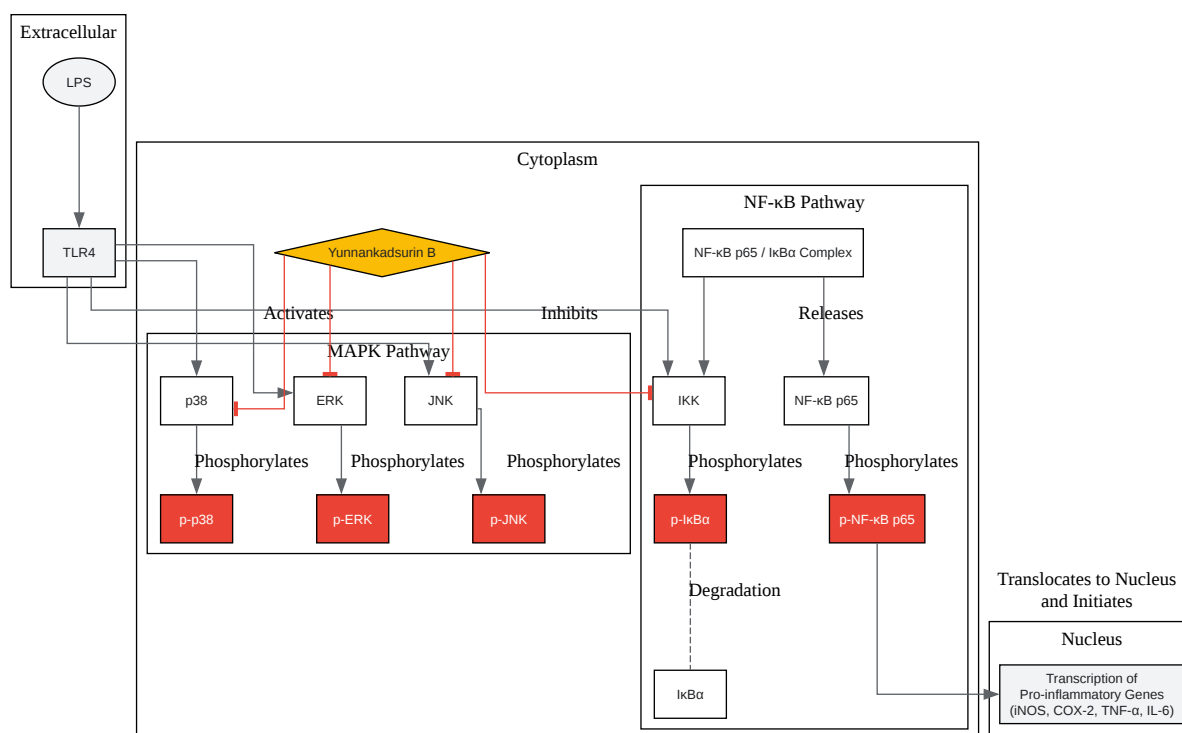 Extracellular
LPS
Cytoplasm
NF-κB Pathway
TLR4
Yunnankadsurin B
NF-κB p65 / IκBα Complex
Activates
Inhibits
Releases
MAPK Pathway
p38
ERK
JNK
IKK
NF-κB p65
Phosphorylates
Phosphorylates
Phosphorylates
Phosphorylates
Phosphorylates
p-p38
p-ERK
p-JNK
p-IκBα
p-NF-κB p65
Degradation
Translocates to Nucleus
and Initiates
Nucleus
IκBα
Transcription of
Pro-inflammatory Genes
(iNOS, COX-2, TNF-α, IL-6)